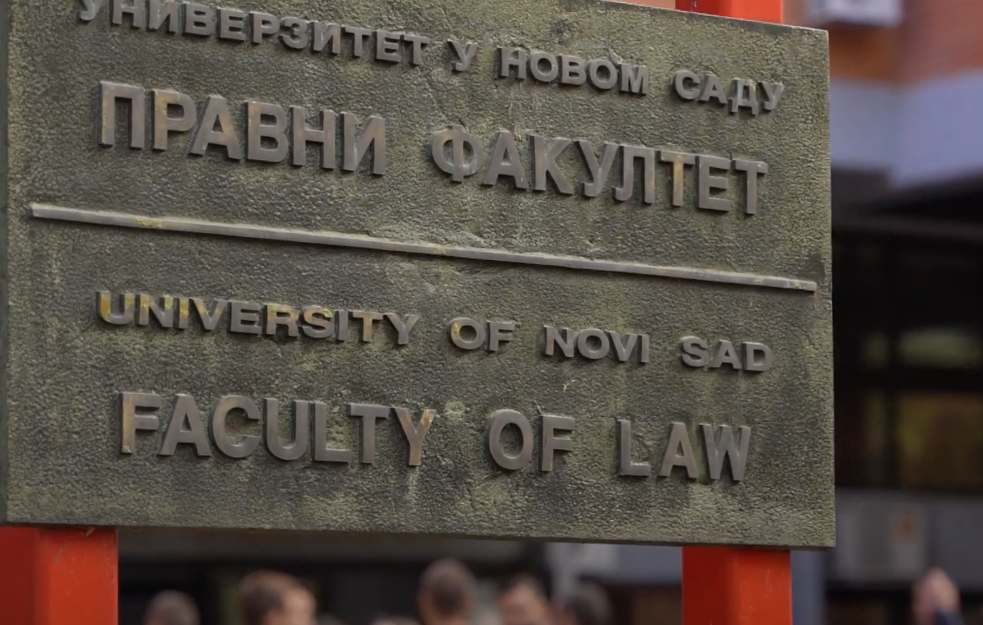 УНИВЕРЗИТЕТ У НОВОМ САДУ
ПРАВНИ ФАКУЛТЕТ
UNIVERSITY OF NOVI SAD
FACULTY OF LAW